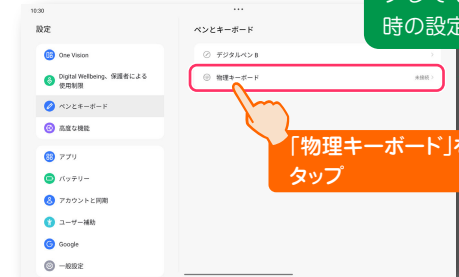 10:30
設定
ペンとキーボード
時の設定
One Vision
デジタルペン B
Digital Wellbeing、保護者による
使用制限
物理キーボード
未接続
ペンとキーボード
高度な機能
「物理キーボード」を
タップ
アプリ
バッテリー
アカウントと同期
ユーザー補助
Google
一般設定